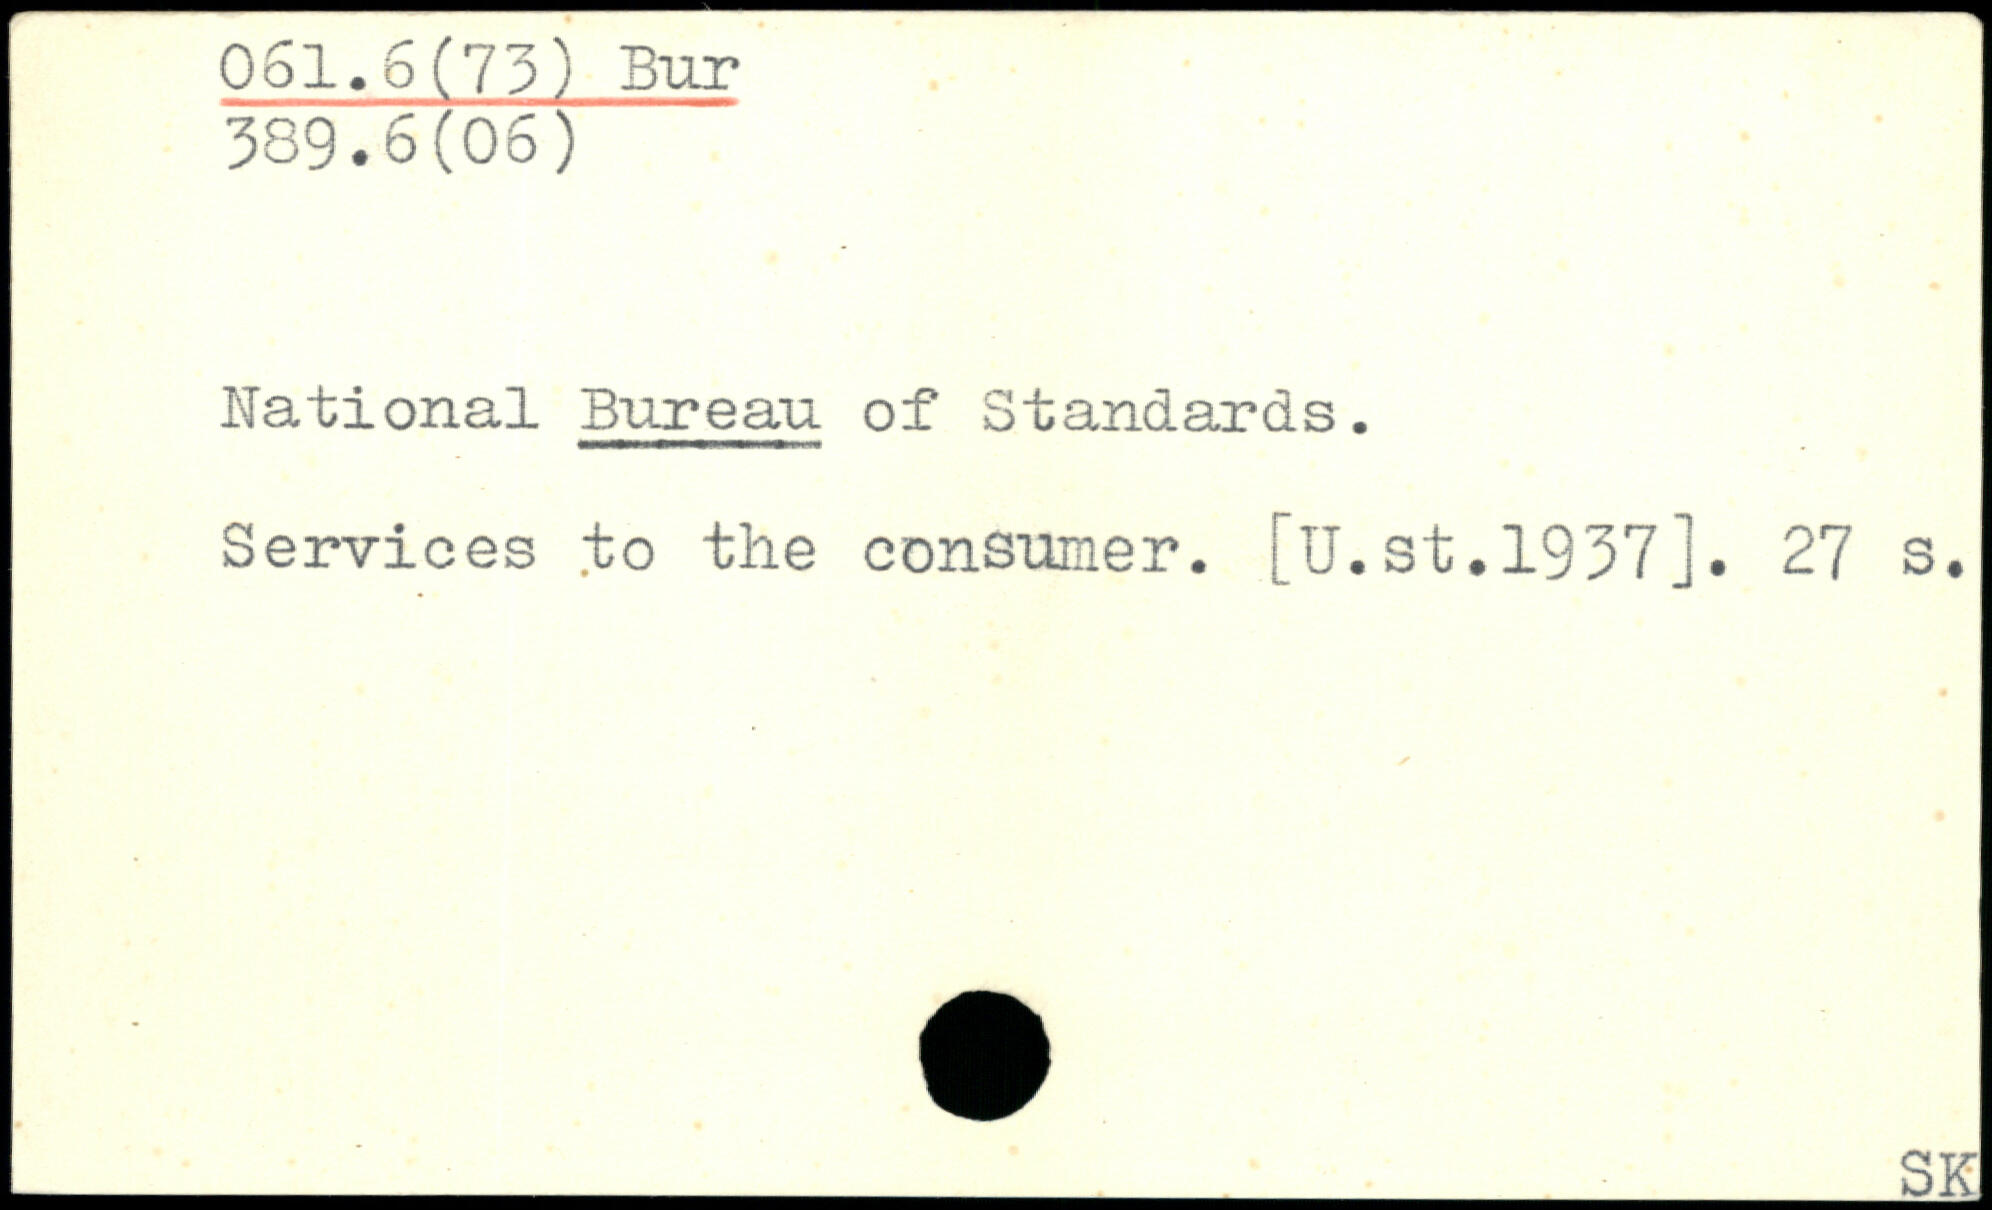 061.6(73) Bur
389.6(06)
National Bureau of Standards.
Services to the consumer. [U.st.1937]. 27 s.
SK